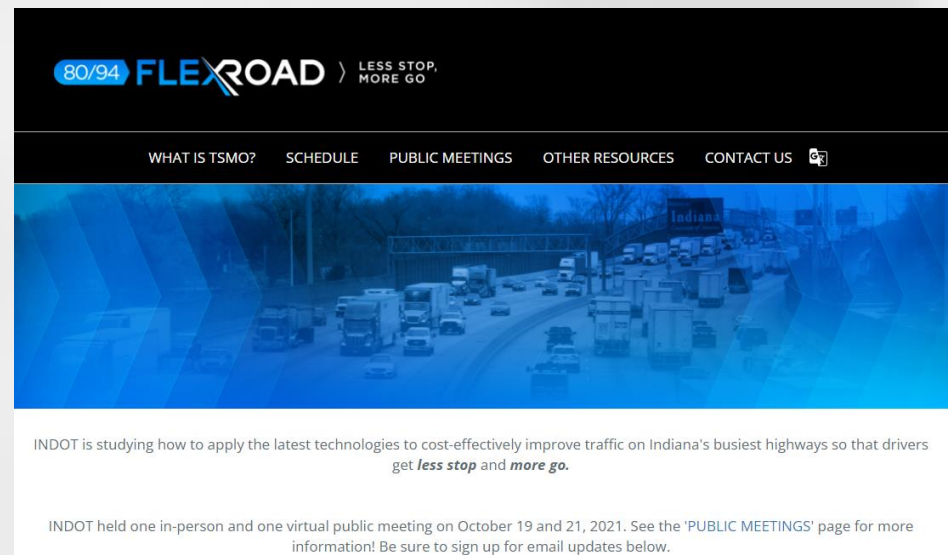 80/94 FLEXROAD
LESS STOP,
MORE GO
WHAT IS TSMO? SCHEDULE PUBLIC MEETINGS OTHER RESOURCES CONTACT US
Indiana
INDOT is studying how to apply the latest technologies to cost-effectively improve traffic on Indiana's busiest highways so that drivers
get less stop and more go.
INDOT held one in-person and one virtual public meeting on October 19 and 21, 2021. See the 'PUBLIC MEETINGS' page for more
information! Be sure to sign up for email updates below.